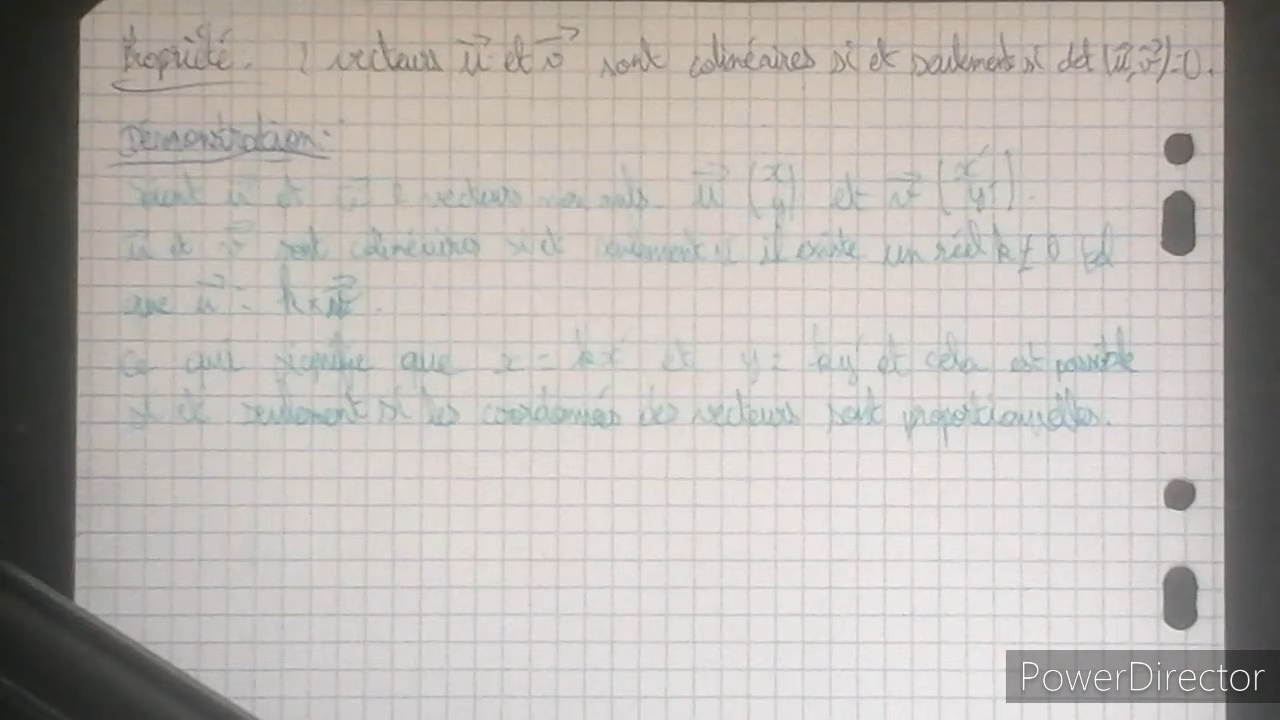 Propriété. 2 vecteurs u et v sont colinéaires si et seulement si det (u, v) = 0.
Démonstration:
Soient u et v 2 vecteurs non nuls u (x y) et v (x' y').
u et v sont colinéaires si et seulement si il existe un réel k ≠ 0 tel
que u = k × v.
Ce qui signifie que x = kx' et y = ky' et cela est possible
si et seulement si les coordonnées des vecteurs sont proportionnelles.
PowerDirector